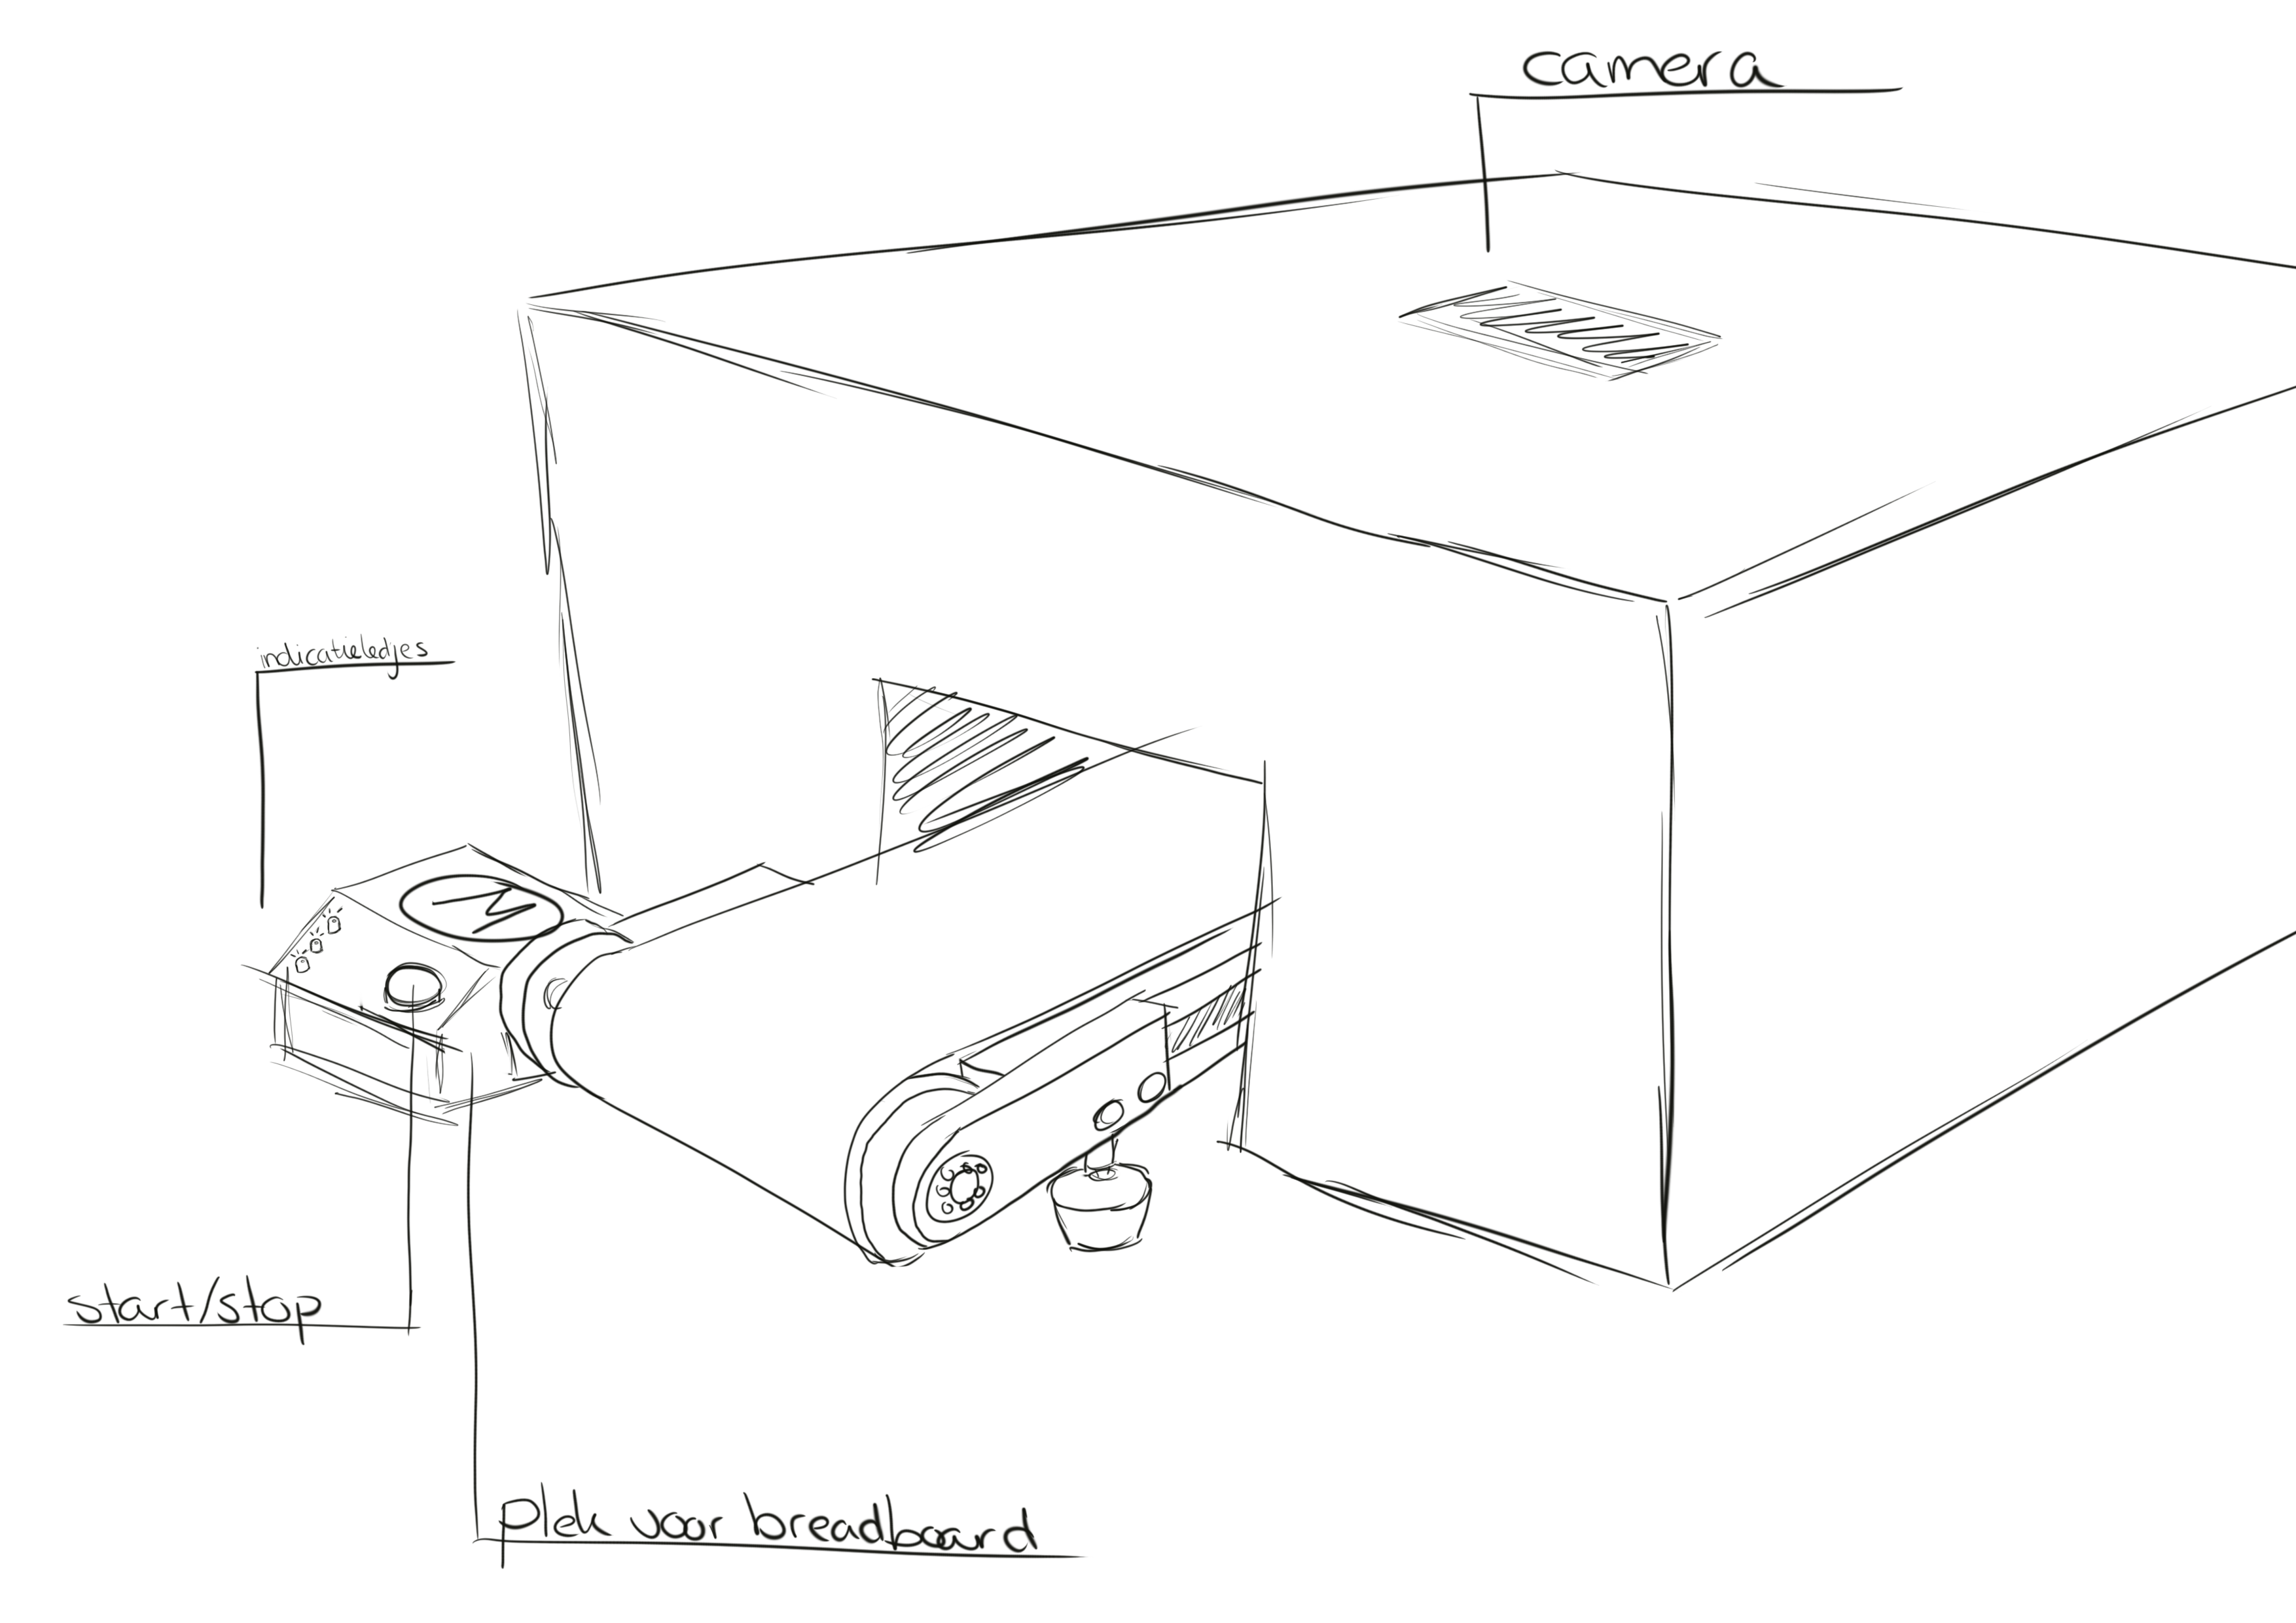 camera
indicatieledjes
M
start/stop
Plek voor breadboard